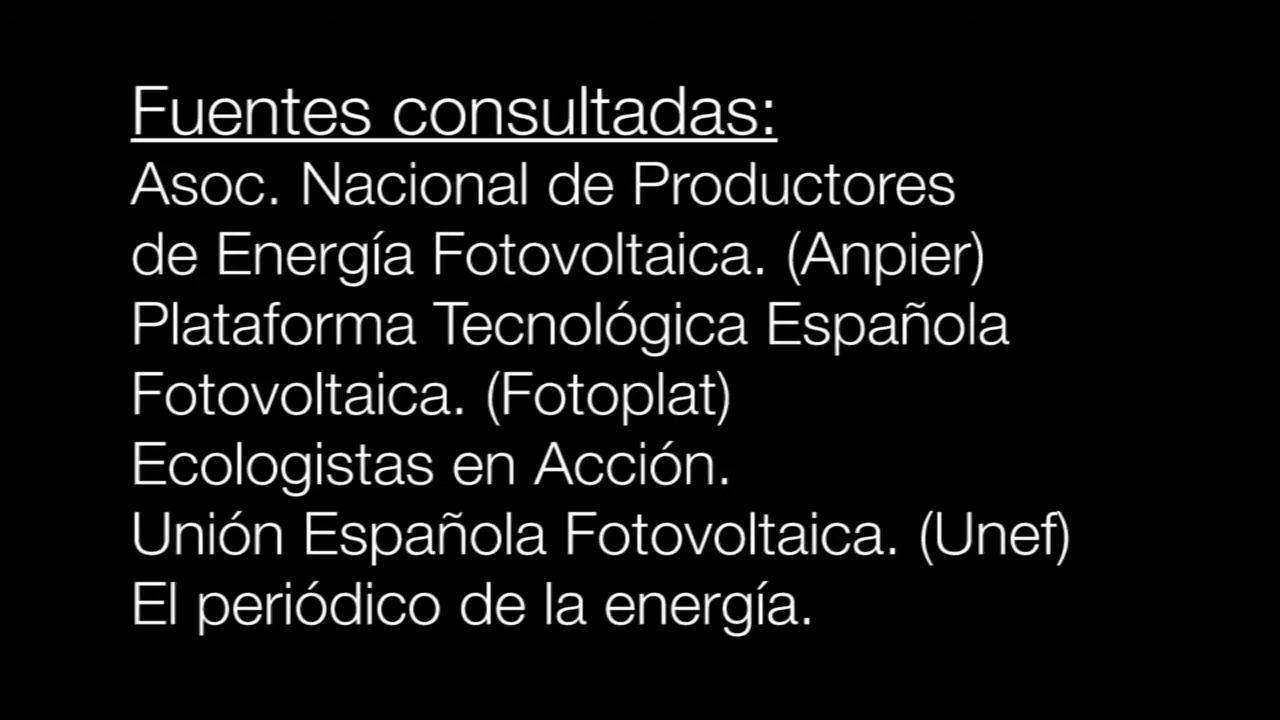 Fuentes consultadas:
Asoc. Nacional de Productores
de Energía Fotovoltaica. (Anpier)
Plataforma Tecnológica Española
Fotovoltaica. (Fotoplat)
Ecologistas en Acción.
Unión Española Fotovoltaica. (Unef)
El periódico de la energía.